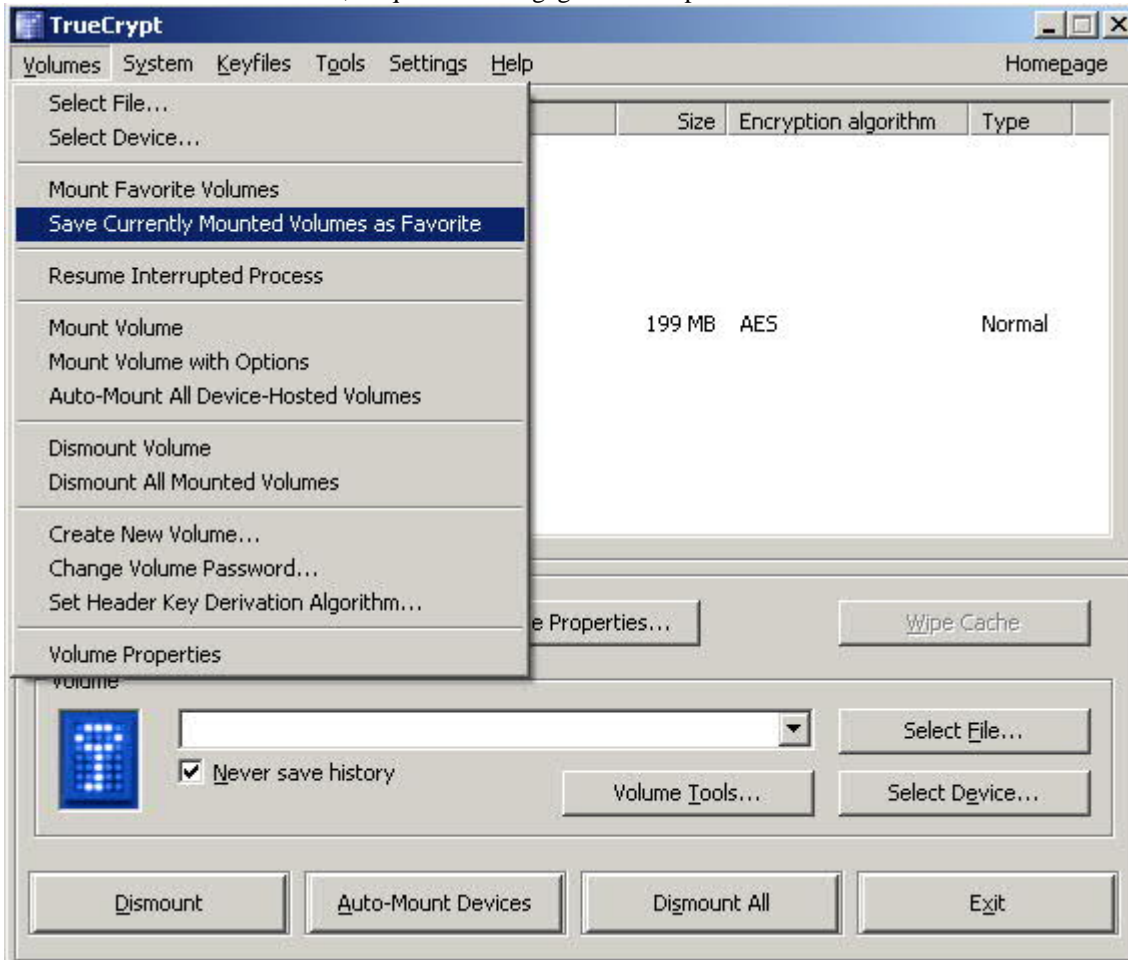 TrueCrypt
Volumes System Keyfiles Tools Settings Help Homepage
Select File...
Select Device...
Size Encryption algorithm Type
Mount Favorite Volumes
Save Currently Mounted Volumes as Favorite
Resume Interrupted Process
Mount Volume
199 MB AES Normal
Mount Volume with Options
Auto-Mount All Device-Hosted Volumes
Dismount Volume
Dismount All Mounted Volumes
Create New Volume...
Change Volume Password...
Set Header Key Derivation Algorithm...
e Properties... Wipe Cache
Volume Properties
Volume
Select File...
Never save history
Volume Tools... Select Device...
Dismount Auto-Mount Devices Dismount All Exit